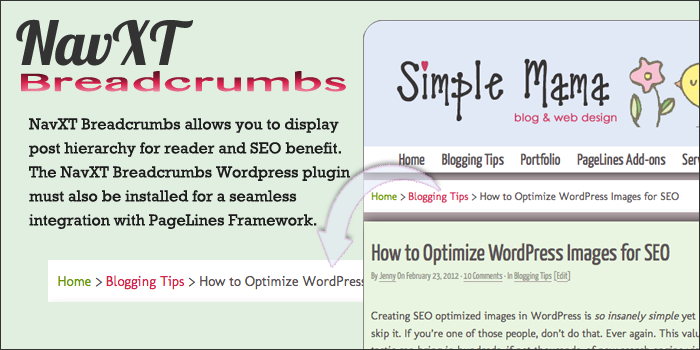 NavXT
Breadcrumbs
NavXT Breadcrumbs allows you to display
post hierarchy for reader and SEO benefit.
The NavXT Breadcrumbs Wordpress plugin
must also be installed for a seamless
integration with PageLines Framework.
Home > Blogging Tips > How to Optimize WordPress
Simple Mama
blog & web design
Home Blogging Tips Portfolio PageLines Add-ons Ser
Home > Blogging Tips > How to Optimize WordPress Images for SEO
How to Optimize WordPress Images for SEO
By Jenny On February 23, 2012 · 10 Comments · In Blogging Tips [Edit]
Creating SEO optimized images in WordPress is so insanely simple yet
skip it. If you're one of those people, don't do that. Ever again. This val